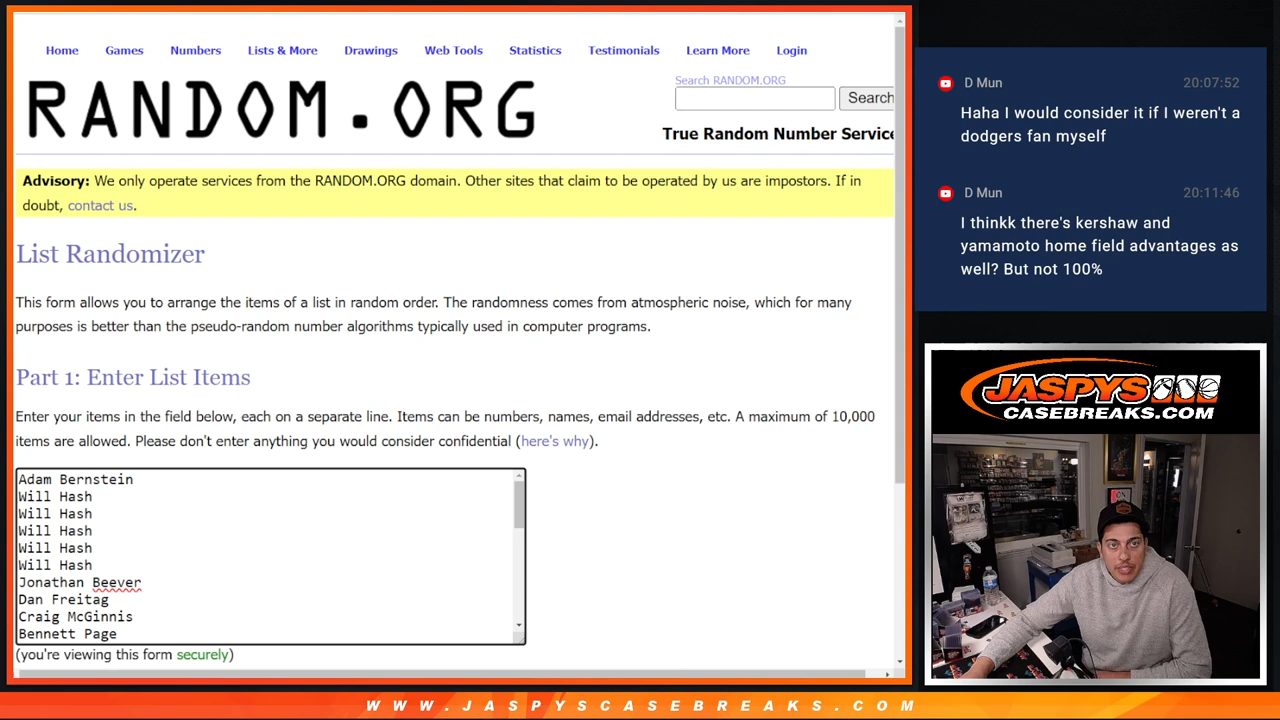 Home Games Numbers Lists & More Drawings Web Tools Statistics Testimonials Learn More Login
RANDOM.ORG
Search RANDOM.ORG
Search
True Random Number Service
Advisory: We only operate services from the RANDOM.ORG domain. Other sites that claim to be operated by us are impostors. If in
doubt, contact us.
List Randomizer
This form allows you to arrange the items of a list in random order. The randomness comes from atmospheric noise, which for many
purposes is better than the pseudo-random number algorithms typically used in computer programs.
Part 1: Enter List Items
Enter your items in the field below, each on a separate line. Items can be numbers, names, email addresses, etc. A maximum of 10,000
items are allowed. Please don't enter anything you would consider confidential (here's why).
Adam Bernstein
Will Hash
Will Hash
Will Hash
Will Hash
Will Hash
Jonathan Beever
Dan Freitag
Craig McGinnis
Bennett Page
(you're viewing this form securely)
D Mun 20:07:52
Haha I would consider it if I weren't a
dodgers fan myself
D Mun 20:11:46
I thinkk there's kershaw and
yamamoto home field advantages as
well? But not 100%
JASPYS
CASEBREAKS.COM
WWW.JASPYSCASEBREAKS.COM